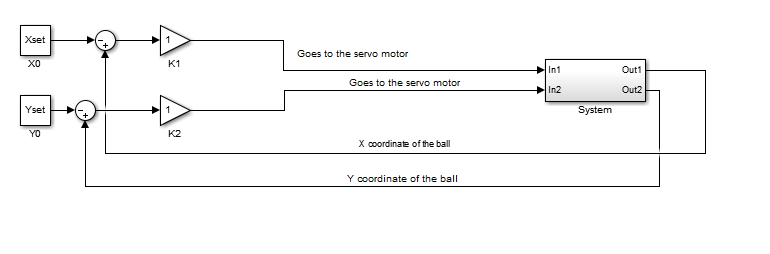 Xset
X0
-
+
1
K1
Goes to the servo motor
Goes to the servo motor
In1
Out1
In2
Out2
System
Yset
Y0
-
+
1
K2
X coordinate of the ball
Y coordinate of the ball